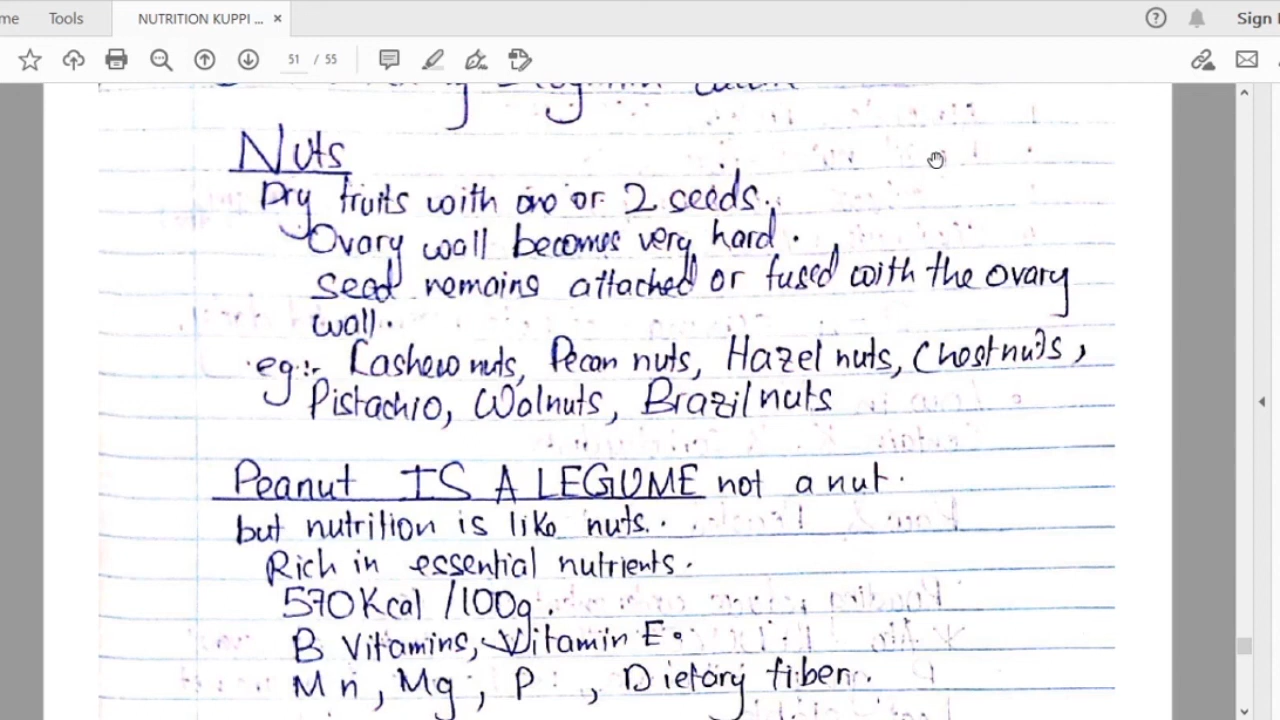 me Tools NUTRITION KUPPI ... × Sign
51 / 55
Nuts
Dry fruits with one or 2 seeds.
Ovary wall becomes very hard.
Seed remains attached or fused with the ovary
wall.
eg:- Cashew nuts, Pecan nuts, Hazel nuts, Chestnuts,
Pistachio, Walnuts, Brazil nuts
Peanut IS A LEGUME not a nut.
but nutrition is like nuts.
Rich in essential nutrients.
570Kcal /100g.
B Vitamins, Vitamin E.
Mn, Mg, P, Dietary fiber.